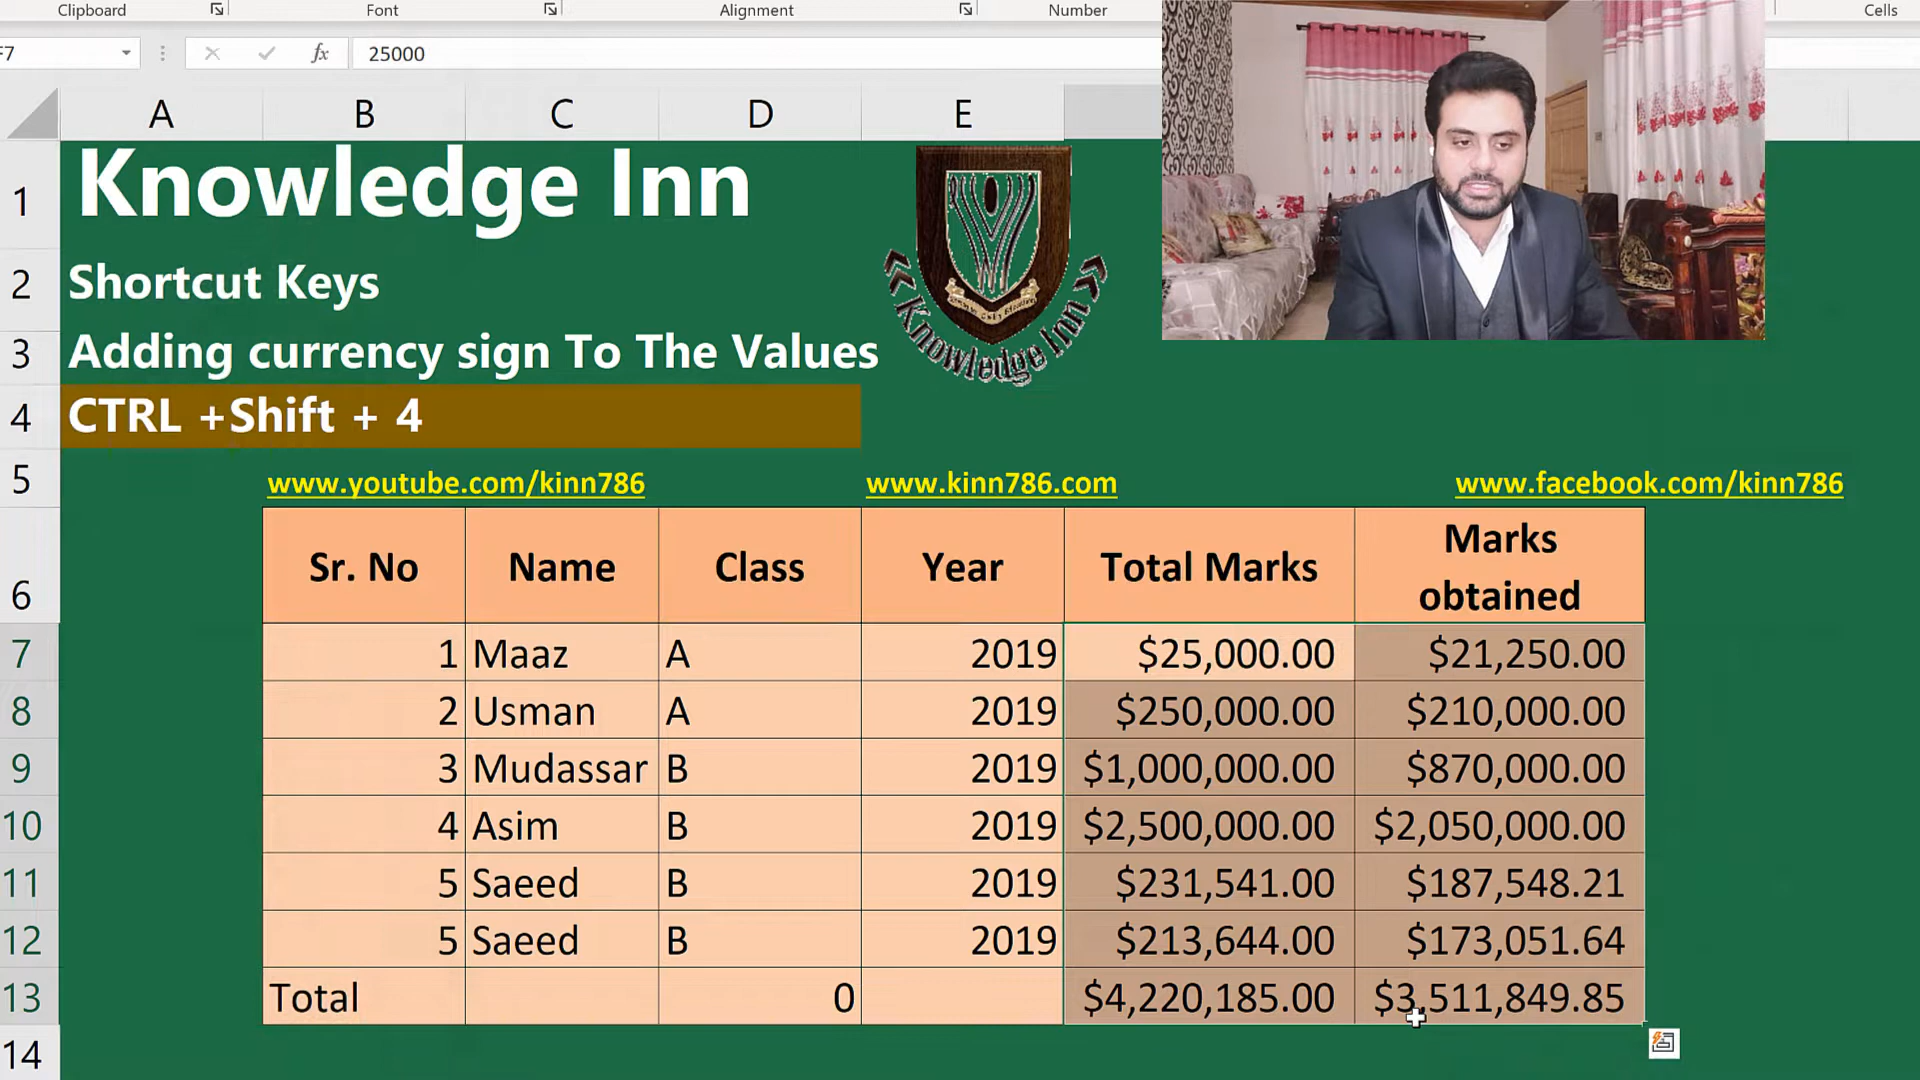 Clipboard Font Alignment Number Cells
F7 fx 25000
A B C D E
1 Knowledge Inn
2 Shortcut Keys
3 Adding currency sign To The Values
Knowledge Inn
4 CTRL +Shift + 4
5 www.youtube.com/kinn786 www.kinn786.com www.facebook.com/kinn786
6 Sr. No Name Class Year Total Marks Marks obtained
7 1 Maaz A 2019 $25,000.00 $21,250.00
8 2 Usman A 2019 $250,000.00 $210,000.00
9 3 Mudassar B 2019 $1,000,000.00 $870,000.00
10 4 Asim B 2019 $2,500,000.00 $2,050,000.00
11 5 Saeed B 2019 $231,541.00 $187,548.21
12 5 Saeed B 2019 $213,644.00 $173,051.64
13 Total 0 $4,220,185.00 $3,511,849.85
14